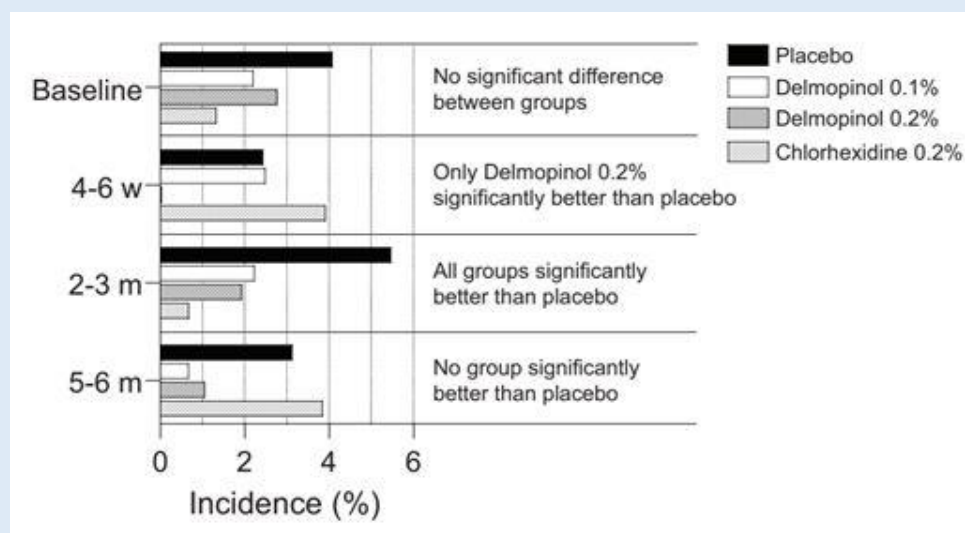 Baseline
4-6 w
2-3 m
5-6 m
No significant difference
between groups
Only Delmopinol 0.2%
significantly better than placebo
All groups significantly
better than placebo
No group significantly
better than placebo
0 2 4 6
Incidence (%)
Placebo
Delmopinol 0.1%
Delmopinol 0.2%
Chlorhexidine 0.2%